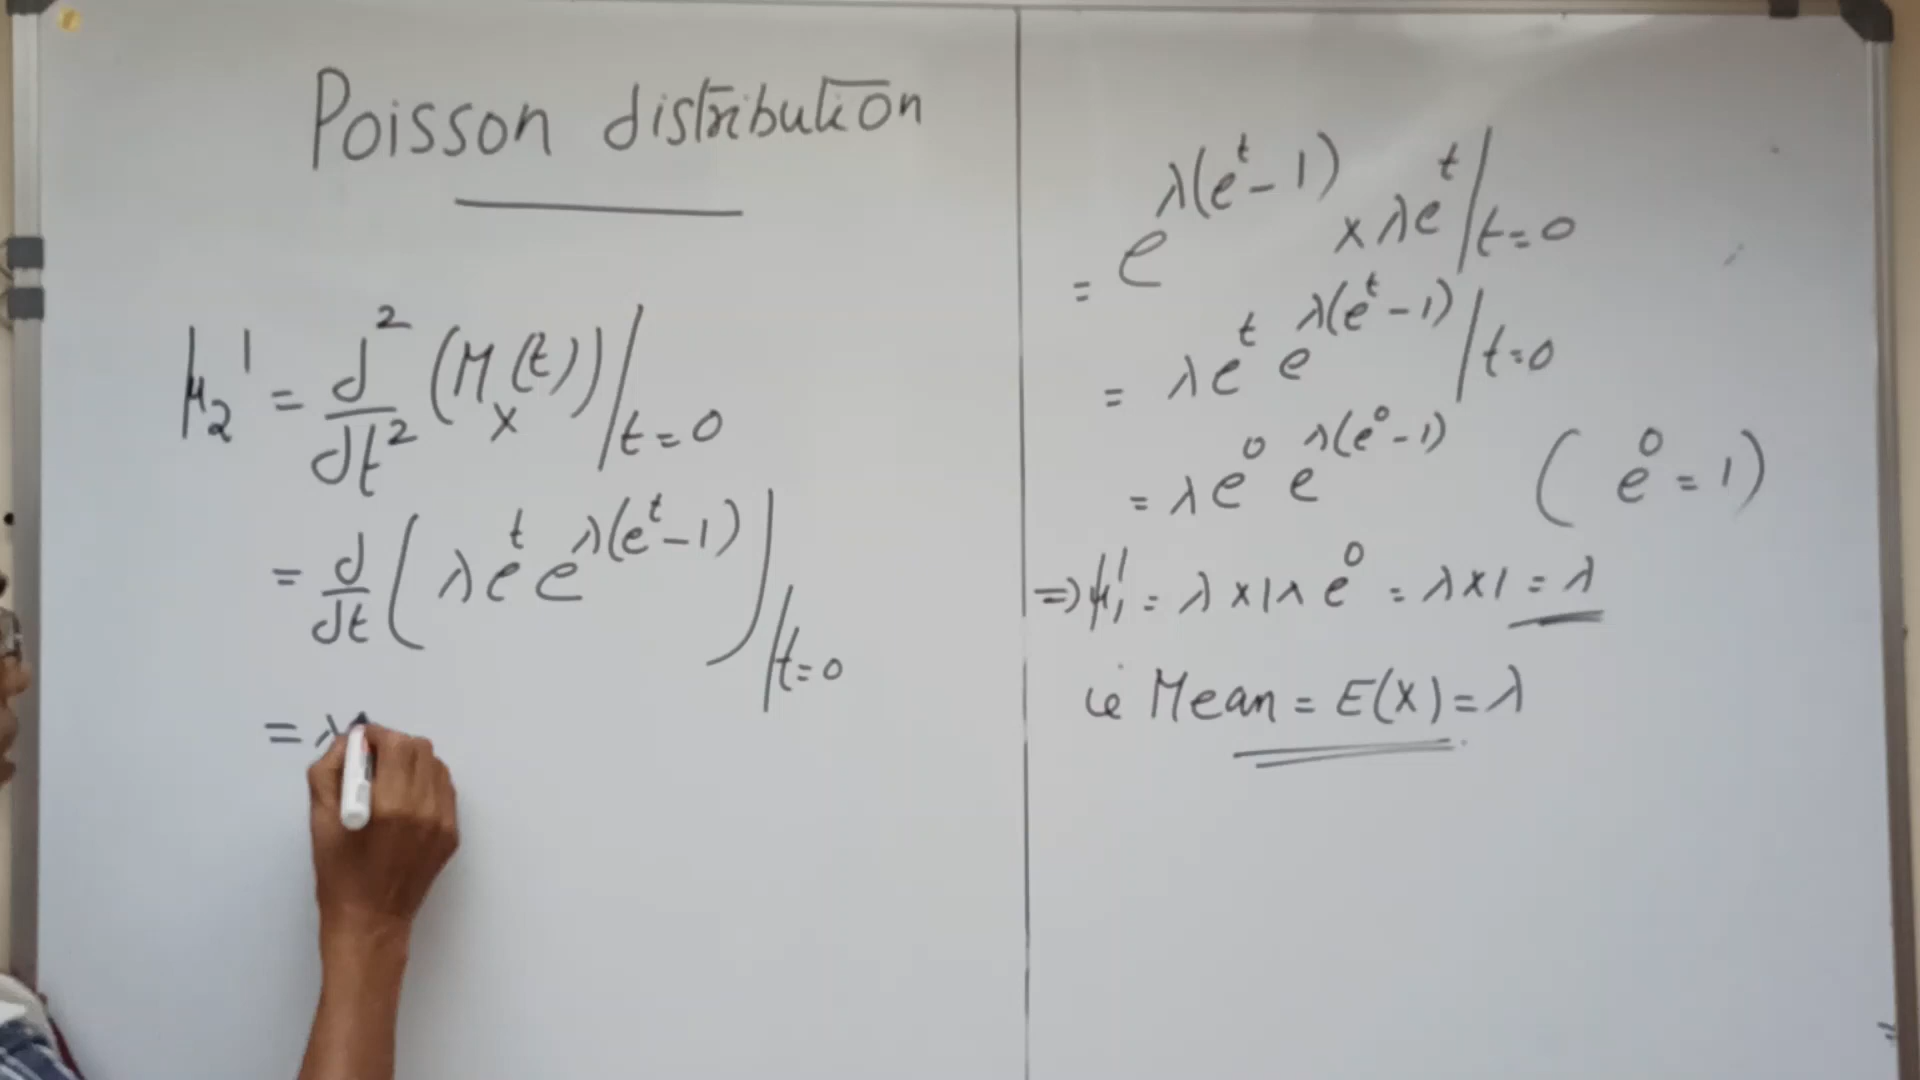 Poisson distribution
μ₂' = d²/dt² (M_X(t)) / t=0
= d/dt ( λe^t e^λ(e^t-1) ) / t=0
= λ
= e^λ(e^t-1) × λe^t / t=0
= λe^t e^λ(e^t-1) / t=0
= λe^0 e^λ(e^0-1) ( e^0 = 1 )
⇒ μ₁' = λ × 1 × e^0 = λ × 1 = λ
ie Mean = E(X) = λ